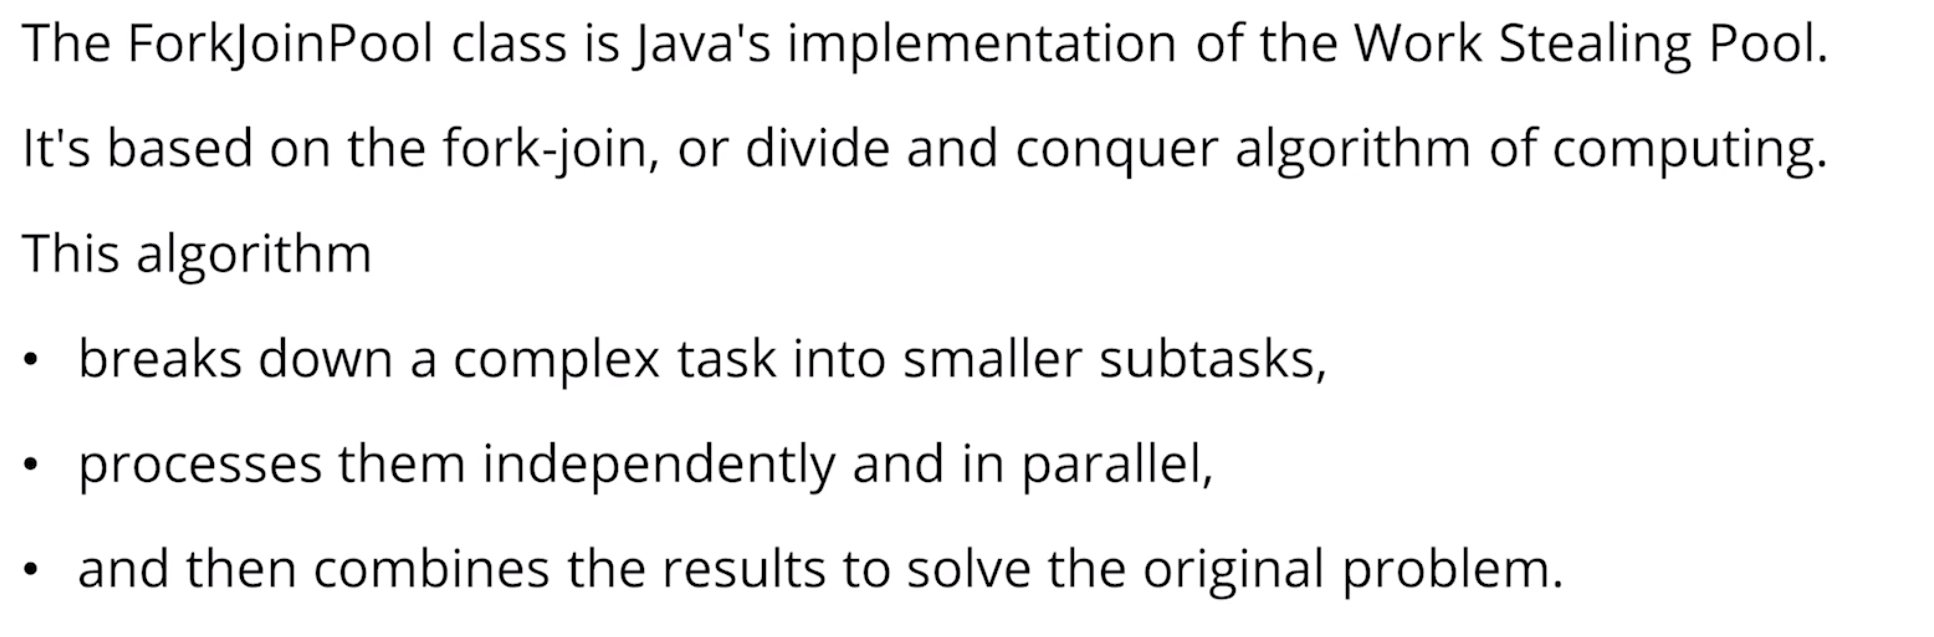 The ForkJoinPool class is Java's implementation of the Work Stealing Pool.
It's based on the fork-join, or divide and conquer algorithm of computing.
This algorithm
• breaks down a complex task into smaller subtasks,
• processes them independently and in parallel,
• and then combines the results to solve the original problem.